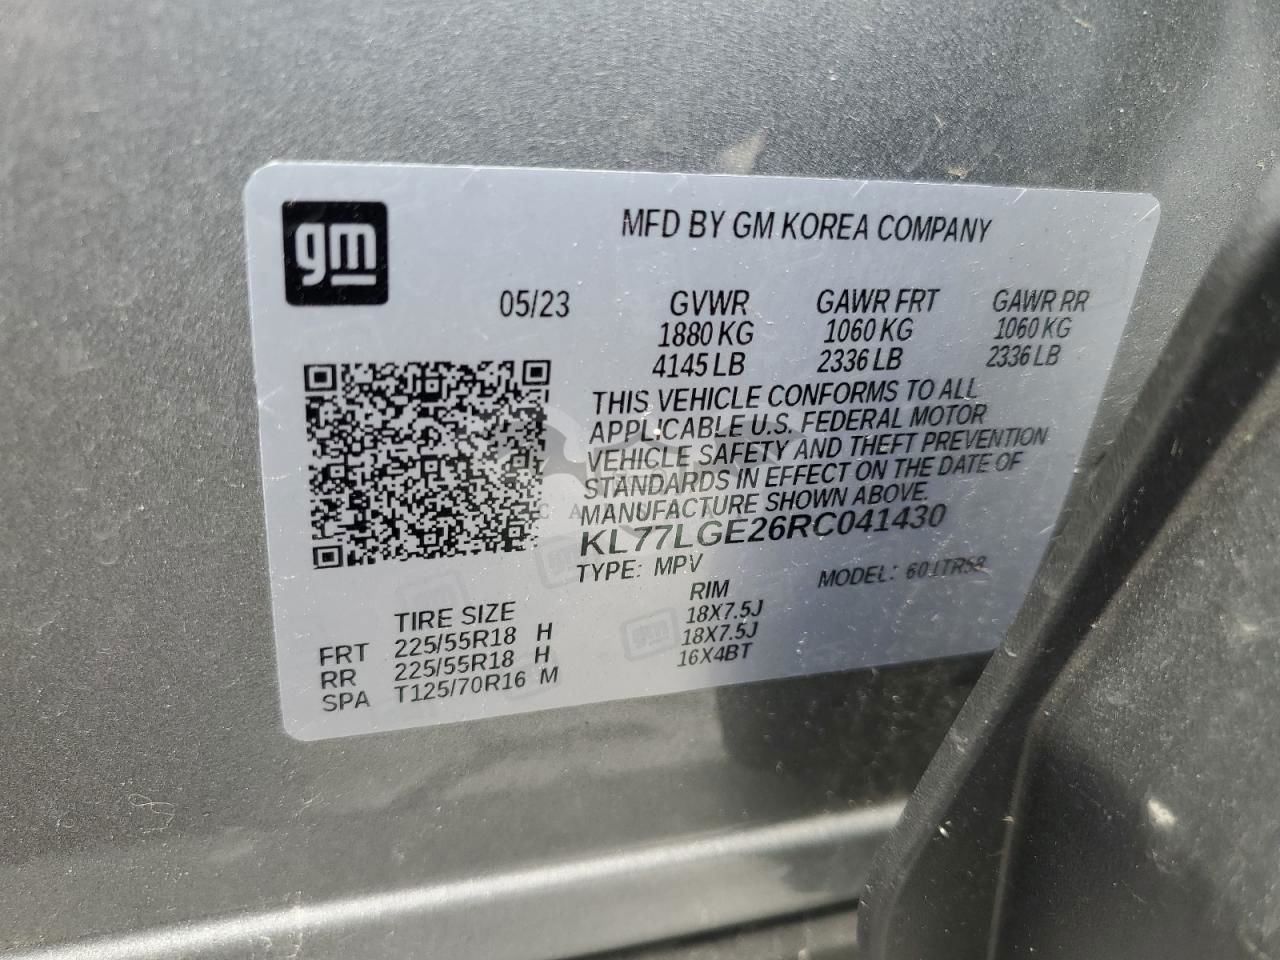 gm
MFD BY GM KOREA COMPANY
05/23 GVWR GAWR FRT GAWR RR
1880 KG 1060 KG 1060 KG
4145 LB 2336 LB 2336 LB
THIS VEHICLE CONFORMS TO ALL
APPLICABLE U.S. FEDERAL MOTOR
VEHICLE SAFETY AND THEFT PREVENTION
STANDARDS IN EFFECT ON THE DATE OF
MANUFACTURE SHOWN ABOVE.
KL77LGE26RC041430
TYPE: MPV MODEL:
TIRE SIZE RIM
FRT 225/55R18 H 18X7.5J
RR 225/55R18 H 18X7.5J
SPA T125/70R16 M 16X4BT
gm